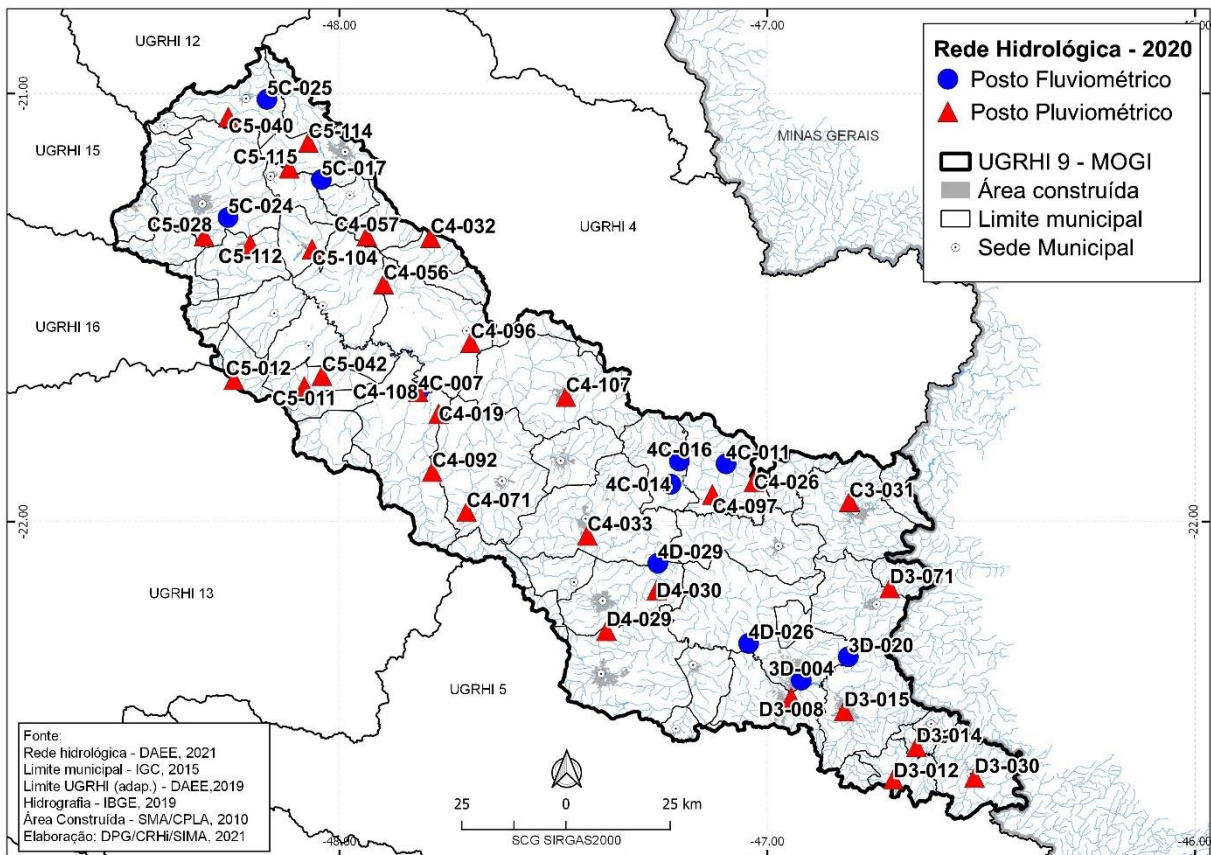 -48.00
-47.00
UGRHI 12
Rede Hidrológica - 2020
Posto Fluviométrico
Posto Pluviométrico
UGRHI 9 - MOGI
Área construída
Limite municipal
Sede Municipal
-21.00
-21.00
5C-025
C5-040
C5-114
MINAS GERAIS
UGRHI 15
C5-115
5C-017
5C-024
C5-028
C4-057
C4-032
UGRHI 4
C5-112
C5-104
C4-056
UGRHI 16
C4-096
C5-012
C5-042
C5-011
C4-108
4C-007
C4-107
C4-019
C4-092
4C-016
4C-011
4C-014
C4-026
C4-097
C3-031
C4-071
C4-033
-22.00
-22.00
4D-029
D4-030
D3-071
UGRHI 13
D4-029
4D-026
3D-020
3D-004
UGRHI 5
D3-008
D3-015
D3-014
D3-012
D3-030
Fonte:
Rede hidrológica - DAEE, 2021
Limite municipal - IGC, 2015
Limite UGRHI (adap.) - DAEE,2019
Hidrografia - IBGE, 2019
Área Construída - SMA/CPLA, 2010
Elaboração: DPG/CRHi/SIMA, 2021
25 0 25 km
SCG SIRGAS2000
-47.00
-46.00